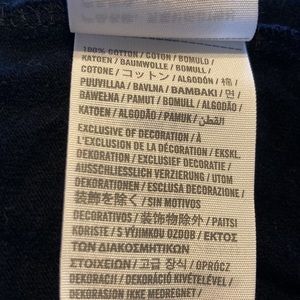 100% COTTON / COTON / BOMULD /
KATOEN / BAUMWOLLE / BOMULL /
COTONE / コットン / ALGODÓN / 棉 /
PUUVILLAA / BAVLNA / ΒΑΜΒΑΚΙ / 면 /
BAWEŁNA / PAMUT / BOMULL / ALGODÃO /
KATOEN / ALGODÃO / PAMUK / القطن /
EXCLUSIVE OF DECORATION / À
L'EXCLUSION DE LA DÉCORATION / EKSKL.
DEKORATION / EXCLUSIEF DECORATIE /
AUSSCHLIESSLICH VERZIERUNG / UTOM
DEKORATIONEN / ESCLUSA DECORAZIONE /
装飾を除く / SIN MOTIVOS
DECORATIVOS / 装饰物除外 / PAITSI
KORISTE / S VÝJIMKOU OZDOB / ΕΚΤΟΣ
ΤΩΝ ΔΙΑΚΟΣΜΗΤΙΚΩΝ
ΣΤΟΙΧΕΙΩΝ / 고급 장식 / OPRÓCZ
DEKORACJI / DEKORÁCIÓ KIVÉTELÉVEL /
DEKORASJON IKKE MEDREGNET /